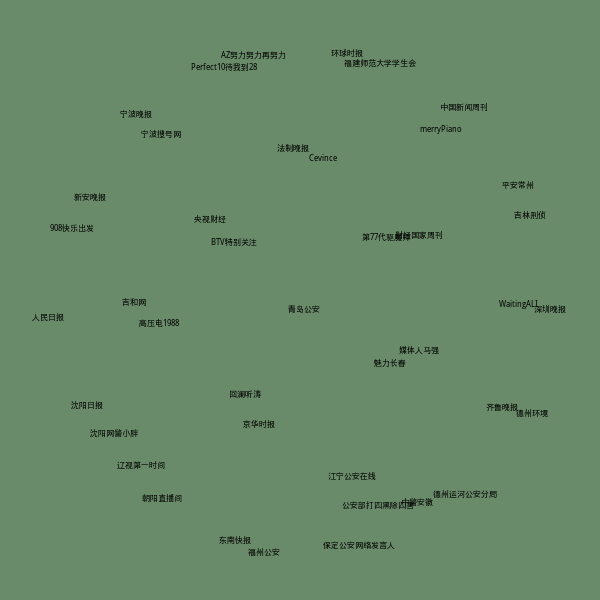 环球时报
AZ努力努力再努力
福建师范大学学生会
Perfect10待我到28
中国新闻周刊
宁波晚报
merryPiano
宁波搜号网
法制晚报
Cevince
平安常州
新安晚报
吉林刑侦
央视财经
908快乐出发
财经国家周刊
第77代驱魔
BTV特别关注
吉和网
WaitingALI
青岛公安
深圳晚报
人民日报
高压电1988
媒体人马强
魅力长春
回澜听涛
沈阳日报
齐鲁晚报
德州环境
京华时报
沈阳网警小胖
辽视第一时间
江宁公安在线
德州运河公安分局
朝阳直播间
安徽
公安部打四黑除四害
东南快报
保定公安网络发言人
福州公安